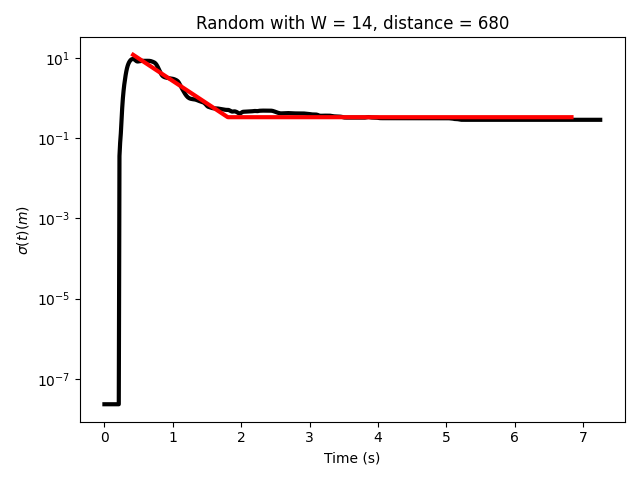 Random with W = 14, distance = 680
10¹
10⁻¹
10⁻³
10⁻⁵
10⁻⁷
σ(t)(m)
0 1 2 3 4 5 6 7
Time (s)